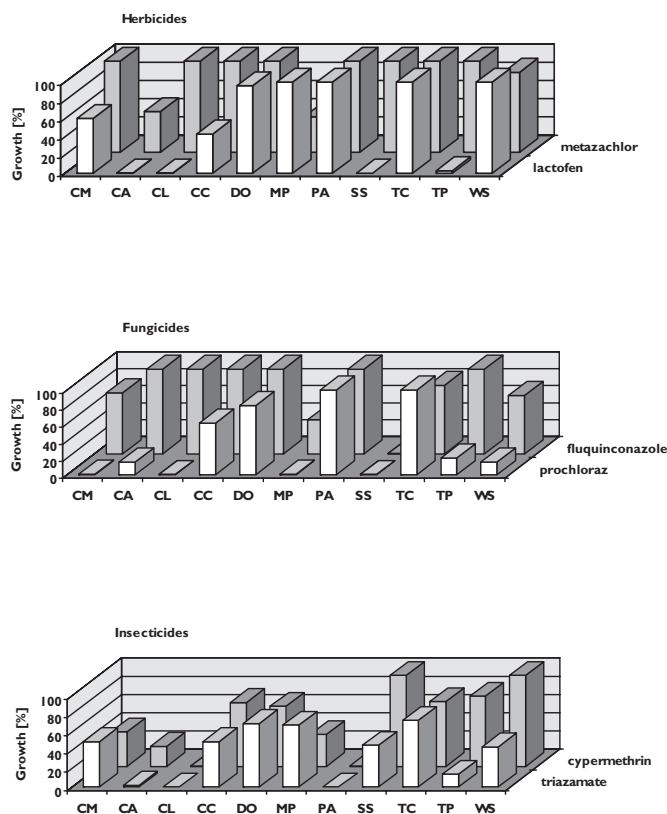 Herbicides
100
80
60
40
20
0
Growth [%]
CM CA CL CC DO MP PA SS TC TP WS
metazachlor
lactofen
Fungicides
100
80
60
40
20
0
Growth [%]
CM CA CL CC DO MP PA SS TC TP WS
fluquinconazole
prochloraz
Insecticides
100
80
60
40
20
0
Growth [%]
CM CA CL CC DO MP PA SS TC TP WS
cypermethrin
triazamate